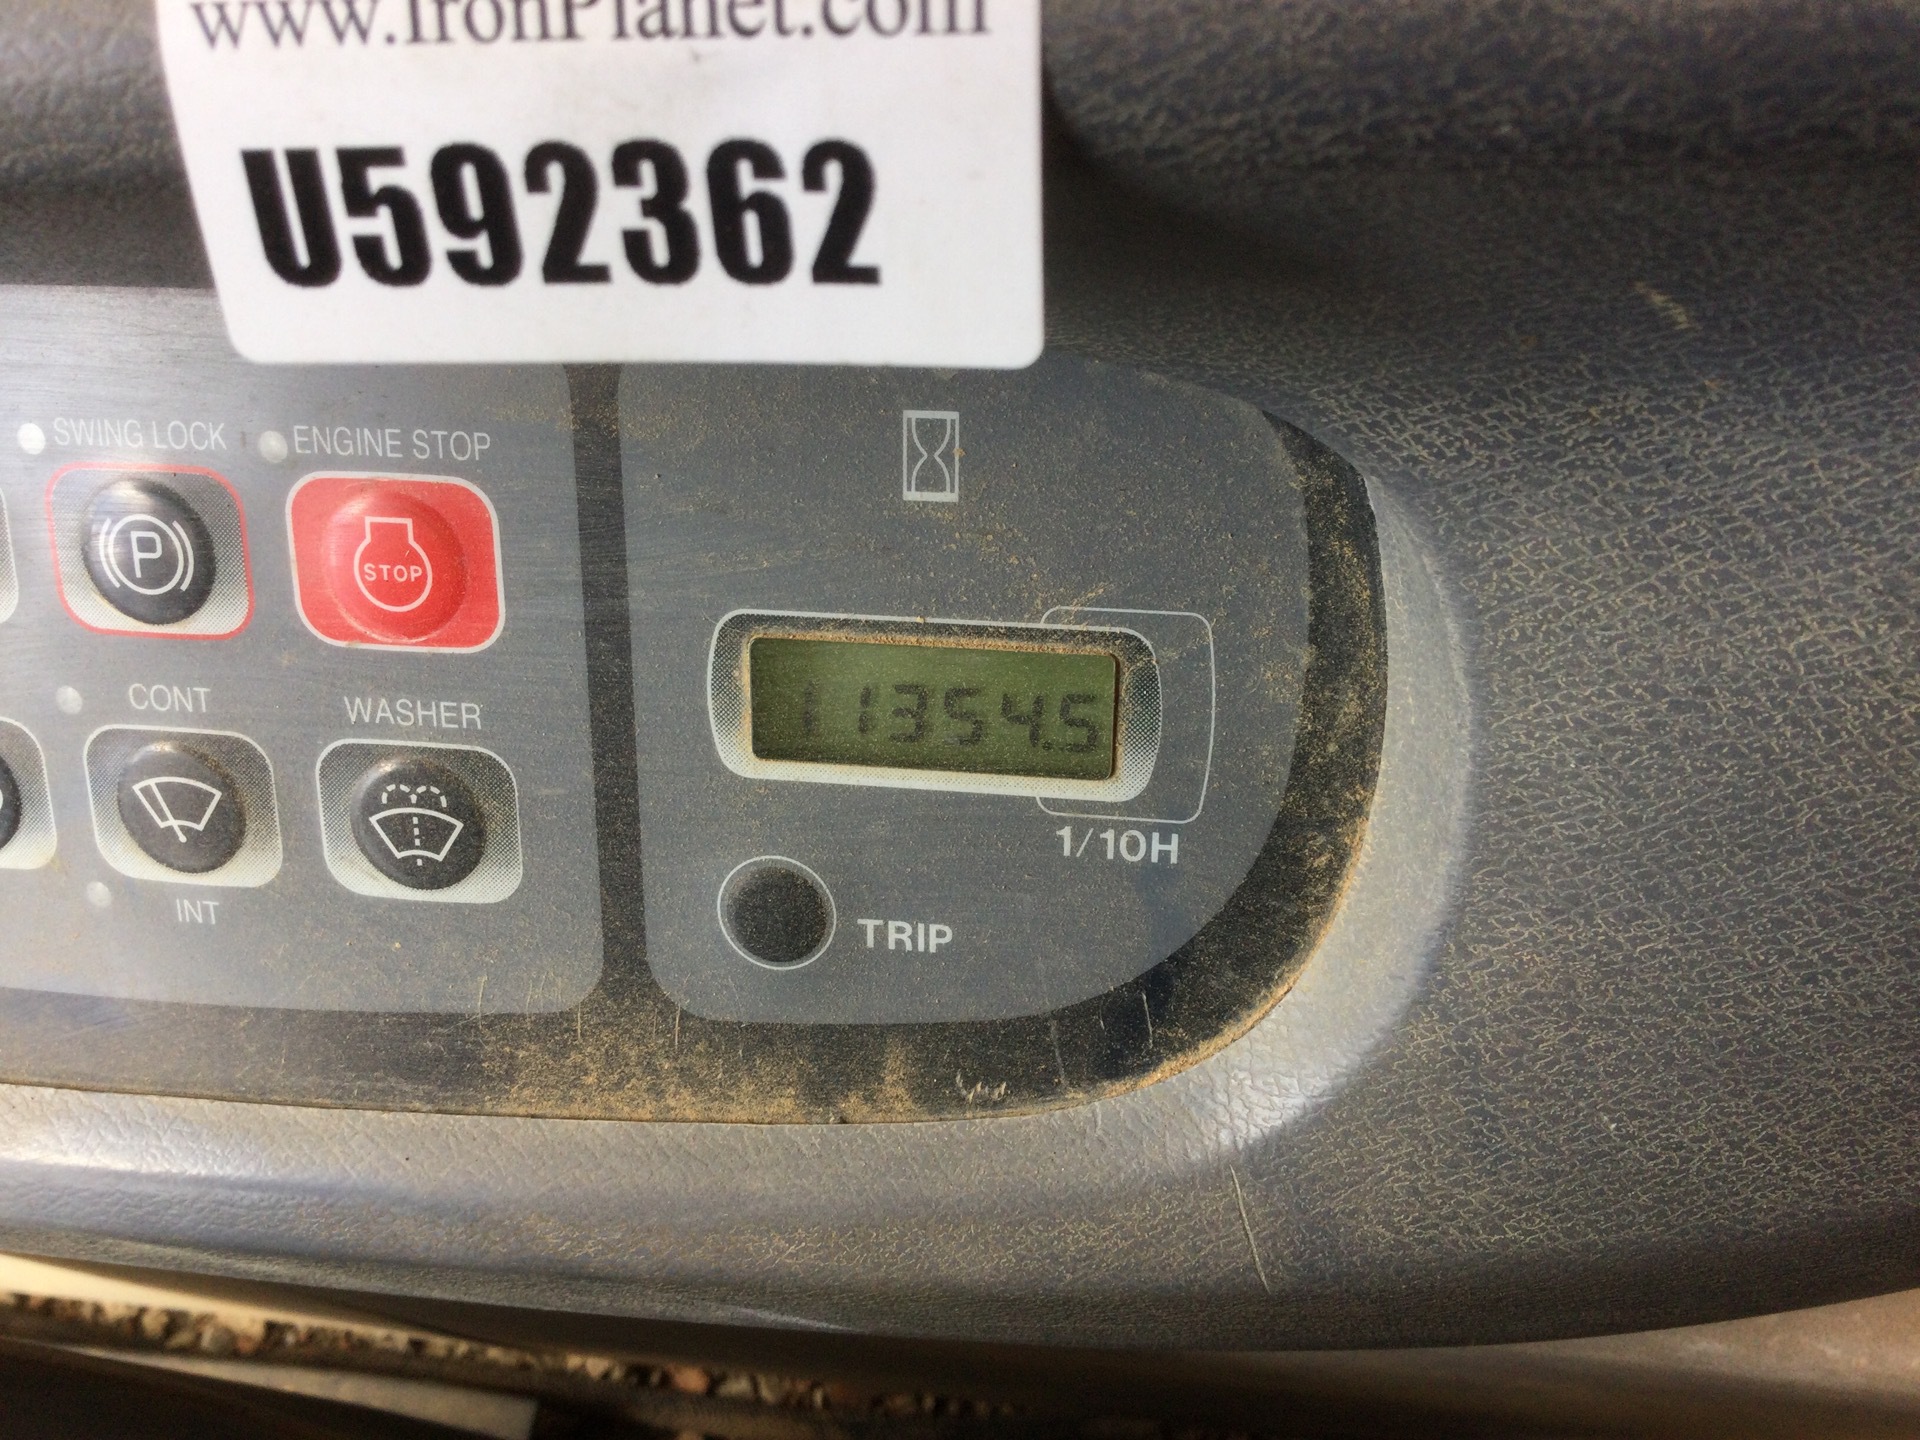 www.IronPlanet.com
U592362
SWING LOCK
ENGINE STOP
P
STOP
CONT
WASHER
INT
11354.5
1/10H
TRIP